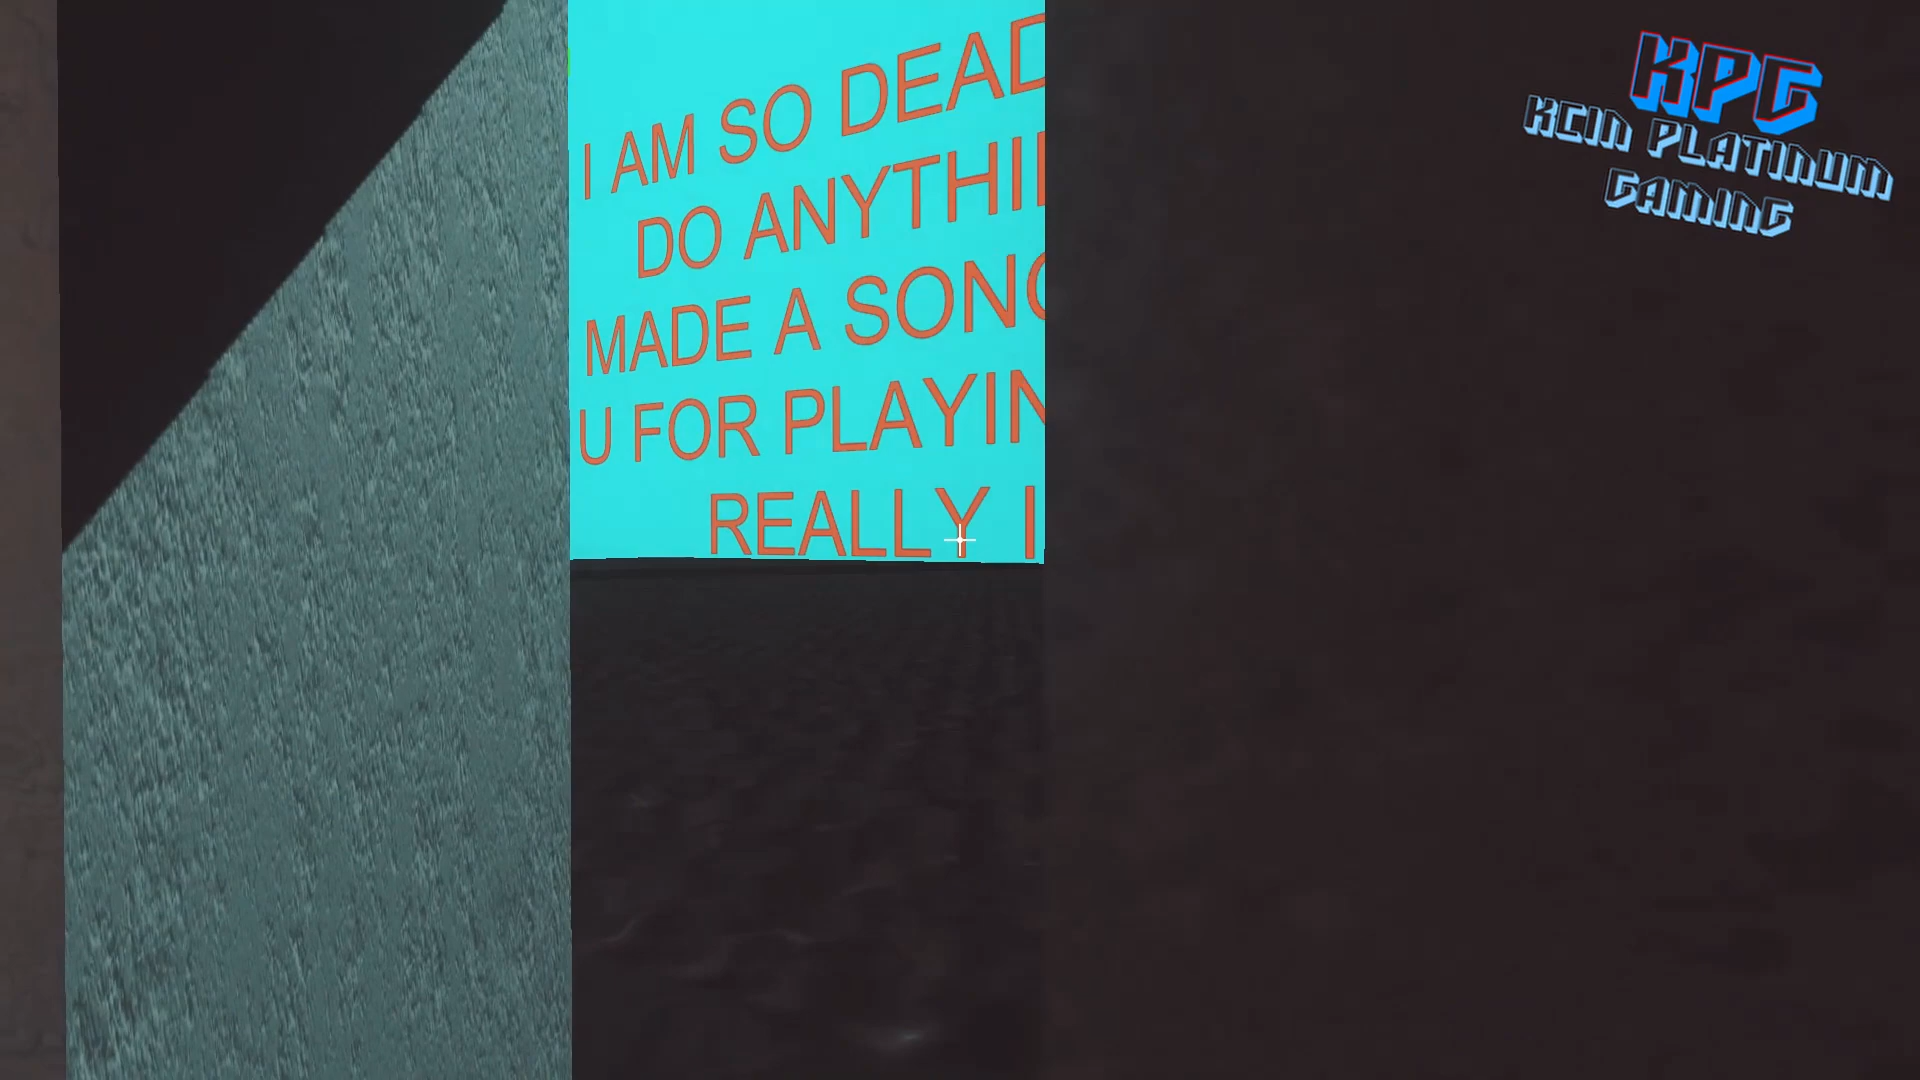 I AM SO DEAD
DO ANYTHI
MADE A SONG
U FOR PLAYIN
REALLY I
KPG
KCIN PLATINUM
GAMING